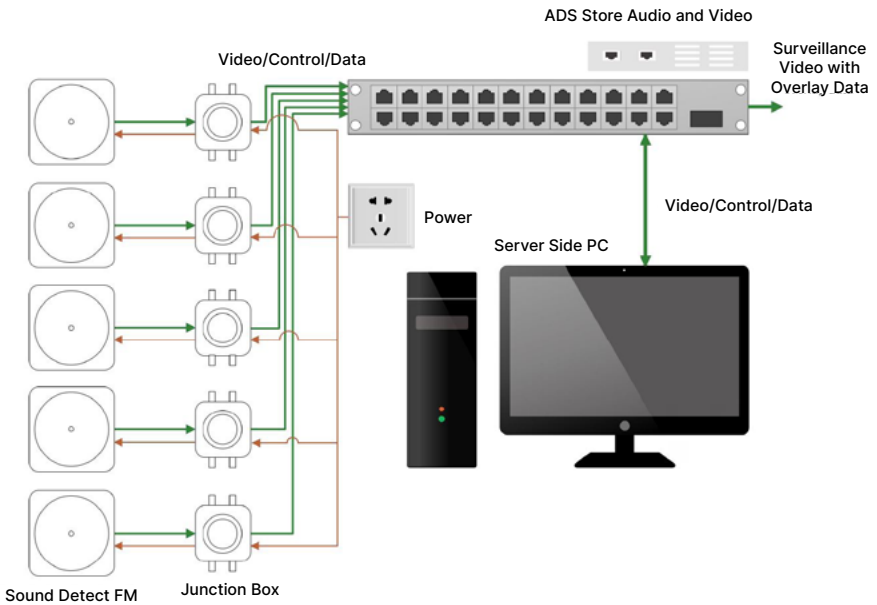 ADS Store Audio and Video
Video/Control/Data
Surveillance
Video with
Overlay Data
Power
Video/Control/Data
Server Side PC
Sound Detect FM
Junction Box